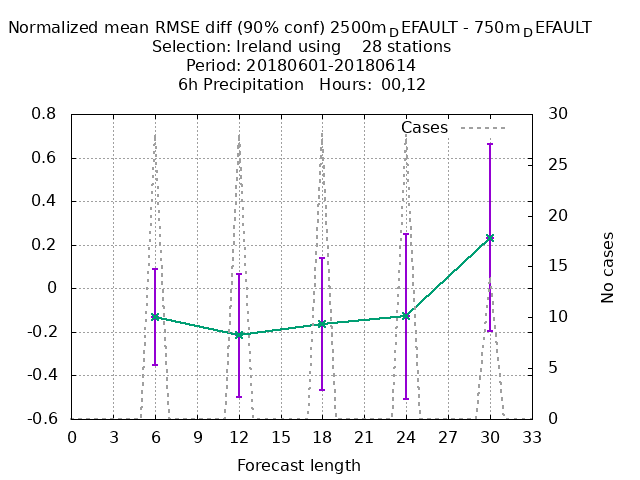 Normalized mean RMSE diff (90% conf) 2500m_DEFAULT - 750m_DEFAULT
Selection: Ireland using 28 stations
Period: 20180601-20180614
6h Precipitation Hours: 00,12
Cases
0.8
0.6
0.4
0.2
0
-0.2
-0.4
-0.6
30
25
20
15
10
5
0
No cases
0 3 6 9 12 15 18 21 24 27 30 33
Forecast length